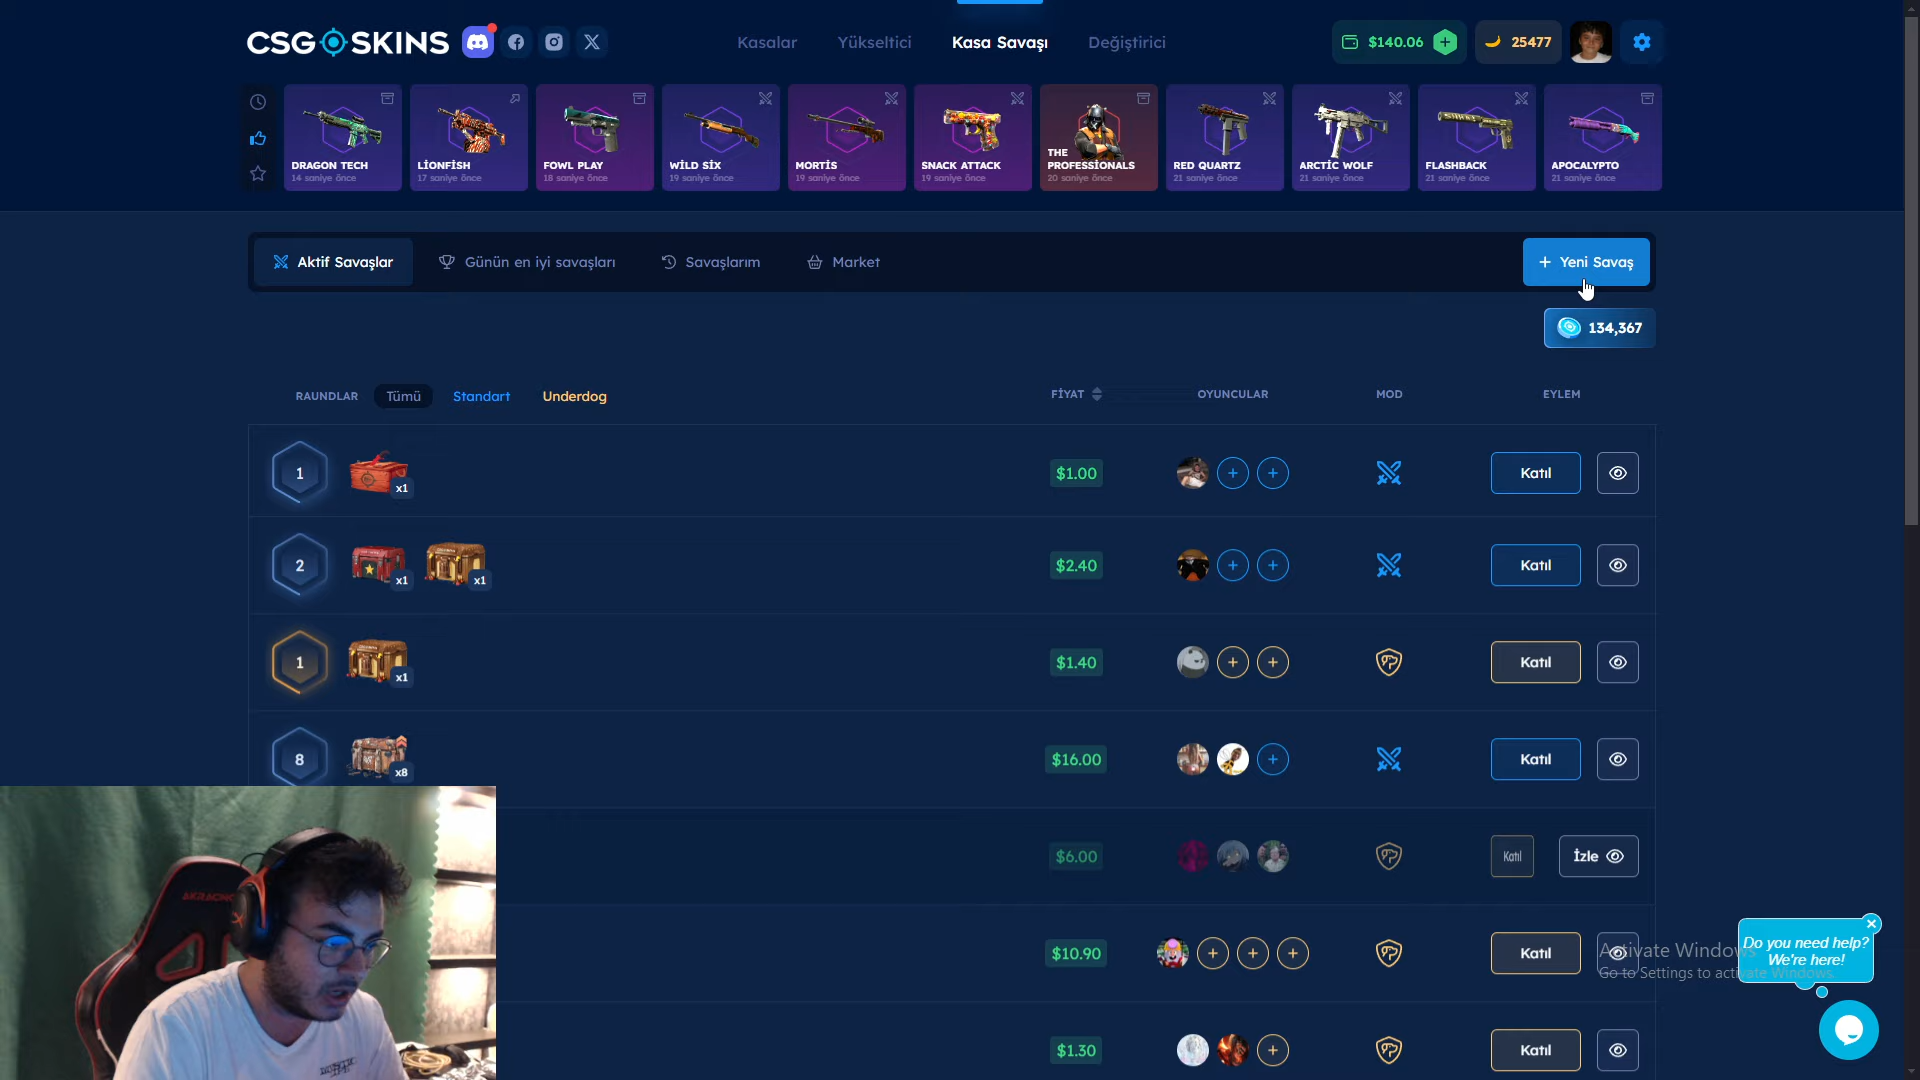 CSG SKINS
Kasalar
Yükseltici
Kasa Savaşı
Değiştirici
$140.06
+
25477
DRAGON TECH
14 saniye önce
LİONFİSH
17 saniye önce
FOWL PLAY
18 saniye önce
WİLD SİX
19 saniye önce
MORTİS
19 saniye önce
SNACK ATTACK
19 saniye önce
THE
PROFESSİONALS
20 saniye önce
RED QUARTZ
21 saniye önce
ARCTİC WOLF
21 saniye önce
FLASHBACK
21 saniye önce
APOCALYPTO
21 saniye önce
Aktif Savaşlar
Günün en iyi savaşları
Savaşlarım
Market
+ Yeni Savaş
134,367
RAUNDLAR
Tümü
Standart
Underdog
FİYAT
OYUNCULAR
MOD
EYLEM
1 x1 $1.00 + + Katıl
2 x1 x1 $2.40 + + Katıl
1 x1 $1.40 + + Katıl
8 x8 $16.00 + Katıl
$6.00 Katıl İzle
$10.90 + + + Katıl
$1.30 + Katıl
Activate Windows
Go to Settings to activate Windows.
Do you need help?
We're here!
AKRACING